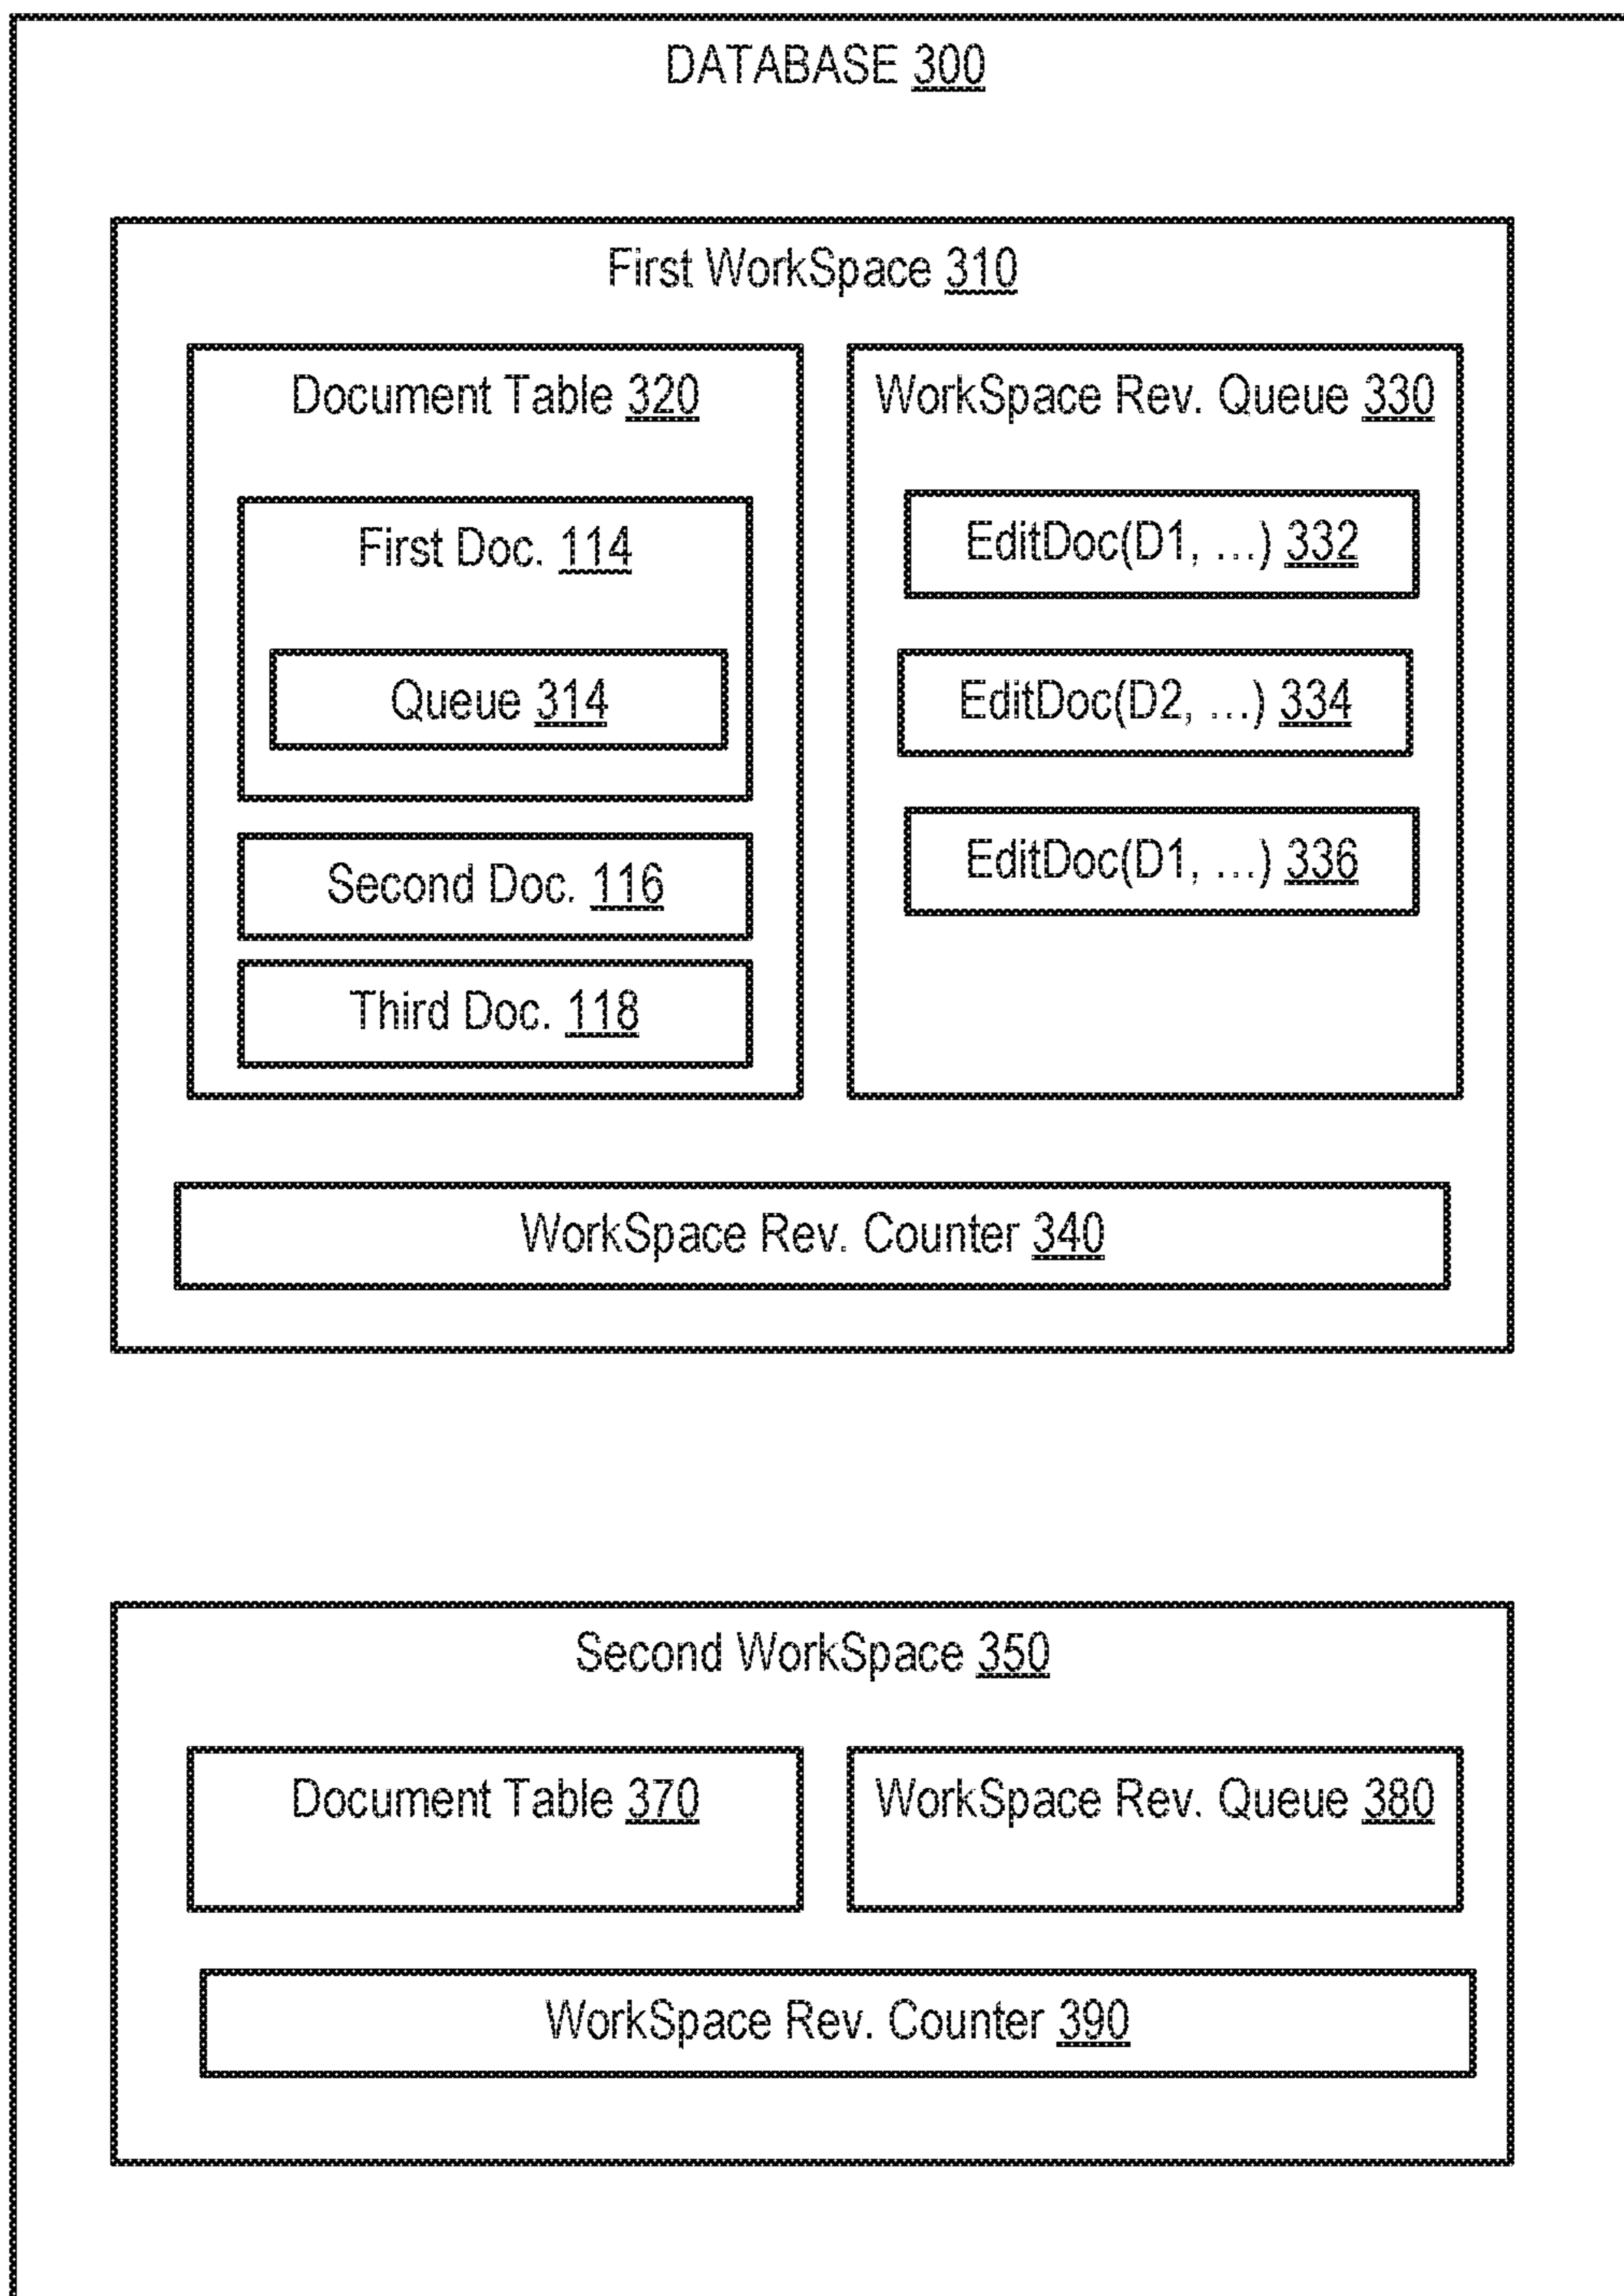 DATABASE 300
First WorkSpace 310
Document Table 320
First Doc. 114
Queue 314
Second Doc. 116
Third Doc. 118
WorkSpace Rev. Queue 330
EditDoc(D1, ...) 332
EditDoc(D2, ...) 334
EditDoc(D1, ...) 336
WorkSpace Rev. Counter 340
Second WorkSpace 350
Document Table 370
WorkSpace Rev. Queue 380
WorkSpace Rev. Counter 390